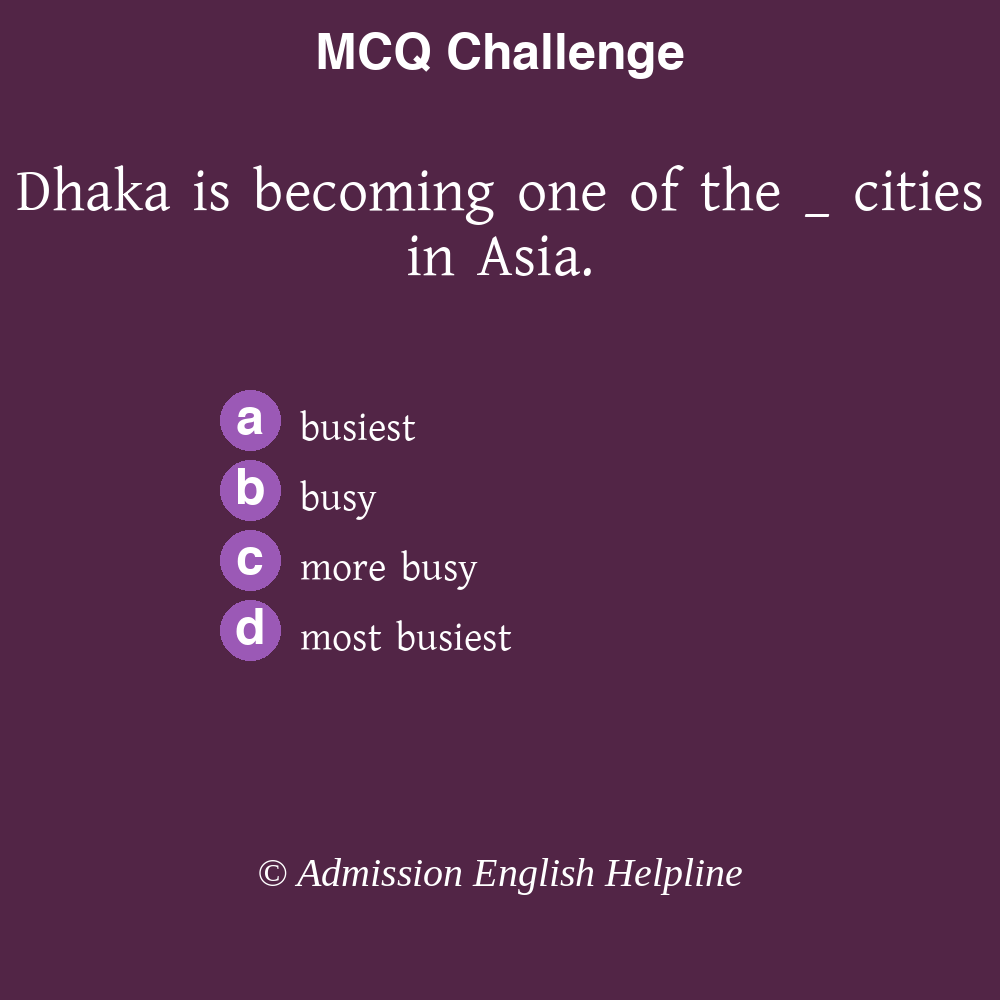 MCQ Challenge
Dhaka is becoming one of the _ cities
in Asia.
a busiest
b busy
c more busy
d most busiest
© Admission English Helpline